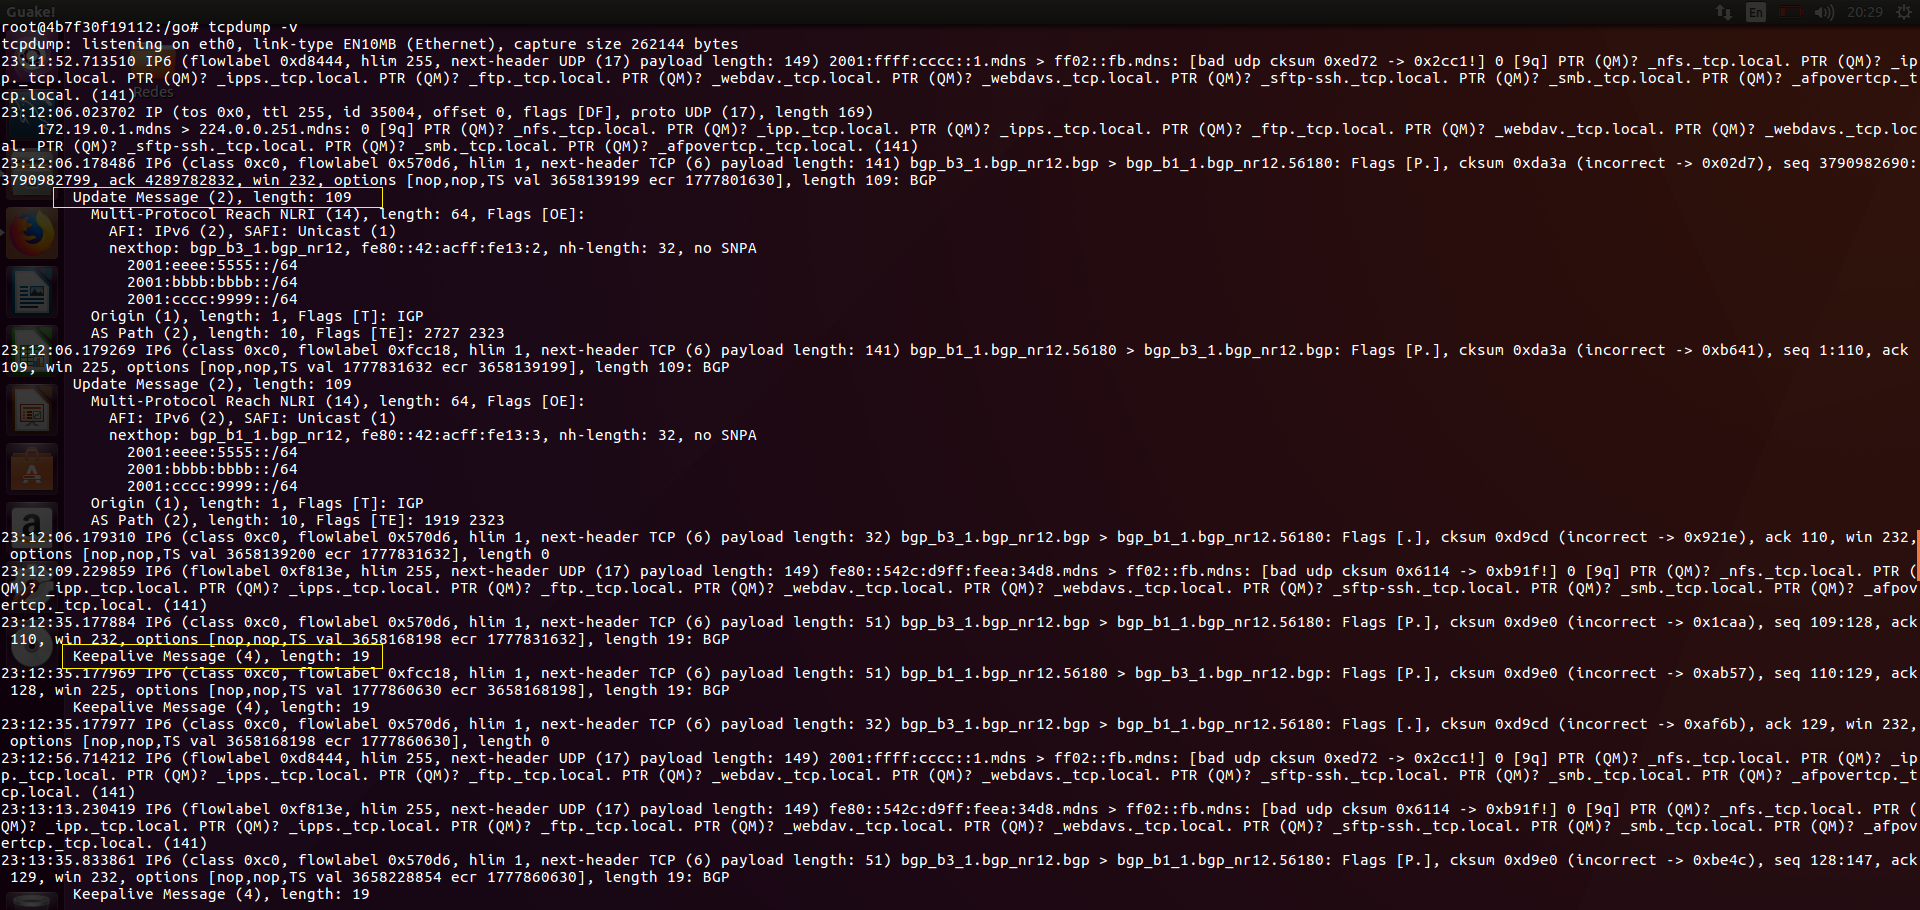 Guake!
En
20:29
root@4b7f30f19112:/go# tcpdump -v
tcpdump: listening on eth0, link-type EN10MB (Ethernet), capture size 262144 bytes
23:11:52.713510 IP6 (flowlabel 0xd8444, hlim 255, next-header UDP (17) payload length: 149) 2001:ffff:cccc::1.mdns > ff02::fb.mdns: [bad udp cksum 0xed72 -> 0x2cc1!] 0 [9q] PTR (QM)? _nfs._tcp.local. PTR (QM)? _ip
p._tcp.local. PTR (QM)? _ipps._tcp.local. PTR (QM)? _ftp._tcp.local. PTR (QM)? _webdav._tcp.local. PTR (QM)? _webdavs._tcp.local. PTR (QM)? _sftp-ssh._tcp.local. PTR (QM)? _smb._tcp.local. PTR (QM)? _afpovertcp._t
cp.local. (141)
Redes
23:12:06.023702 IP (tos 0x0, ttl 255, id 35004, offset 0, flags [DF], proto UDP (17), length 169)
172.19.0.1.mdns > 224.0.0.251.mdns: 0 [9q] PTR (QM)? _nfs._tcp.local. PTR (QM)? _ipp._tcp.local. PTR (QM)? _ipps._tcp.local. PTR (QM)? _ftp._tcp.local. PTR (QM)? _webdav._tcp.local. PTR (QM)? _webdavs._tcp.loc
al. PTR (QM)? _sftp-ssh._tcp.local. PTR (QM)? _smb._tcp.local. PTR (QM)? _afpovertcp._tcp.local. (141)
23:12:06.178486 IP6 (class 0xc0, flowlabel 0x570d6, hlim 1, next-header TCP (6) payload length: 141) bgp_b3_1.bgp_nr12.bgp > bgp_b1_1.bgp_nr12.56180: Flags [P.], cksum 0xda3a (incorrect -> 0x02d7), seq 3790982690:
3790982799, ack 4289782832, win 232, options [nop,nop,TS val 3658139199 ecr 1777801630], length 109: BGP
Update Message (2), length: 109
Multi-Protocol Reach NLRI (14), length: 64, Flags [OE]:
AFI: IPv6 (2), SAFI: Unicast (1)
nexthop: bgp_b3_1.bgp_nr12, fe80::42:acff:fe13:2, nh-length: 32, no SNPA
2001:eeee:5555::/64
2001:bbbb:bbbb::/64
2001:cccc:9999::/64
Origin (1), length: 1, Flags [T]: IGP
AS Path (2), length: 10, Flags [TE]: 2727 2323
23:12:06.179269 IP6 (class 0xc0, flowlabel 0xfcc18, hlim 1, next-header TCP (6) payload length: 141) bgp_b1_1.bgp_nr12.56180 > bgp_b3_1.bgp_nr12.bgp: Flags [P.], cksum 0xda3a (incorrect -> 0xb641), seq 1:110, ack
109, win 225, options [nop,nop,TS val 1777831632 ecr 3658139199], length 109: BGP
Update Message (2), length: 109
Multi-Protocol Reach NLRI (14), length: 64, Flags [OE]:
AFI: IPv6 (2), SAFI: Unicast (1)
nexthop: bgp_b1_1.bgp_nr12, fe80::42:acff:fe13:3, nh-length: 32, no SNPA
2001:eeee:5555::/64
2001:bbbb:bbbb::/64
2001:cccc:9999::/64
Origin (1), length: 1, Flags [T]: IGP
AS Path (2), length: 10, Flags [TE]: 1919 2323
23:12:06.179310 IP6 (class 0xc0, flowlabel 0x570d6, hlim 1, next-header TCP (6) payload length: 32) bgp_b3_1.bgp_nr12.bgp > bgp_b1_1.bgp_nr12.56180: Flags [.], cksum 0xd9cd (incorrect -> 0x921e), ack 110, win 232,
options [nop,nop,TS val 3658139200 ecr 1777831632], length 0
23:12:09.229859 IP6 (flowlabel 0xf813e, hlim 255, next-header UDP (17) payload length: 149) fe80::542c:d9ff:feea:34d8.mdns > ff02::fb.mdns: [bad udp cksum 0x6114 -> 0xb91f!] 0 [9q] PTR (QM)? _nfs._tcp.local. PTR (
QM)? _ipp._tcp.local. PTR (QM)? _ipps._tcp.local. PTR (QM)? _ftp._tcp.local. PTR (QM)? _webdav._tcp.local. PTR (QM)? _webdavs._tcp.local. PTR (QM)? _sftp-ssh._tcp.local. PTR (QM)? _smb._tcp.local. PTR (QM)? _afpov
ertcp._tcp.local. (141)
23:12:35.177884 IP6 (class 0xc0, flowlabel 0x570d6, hlim 1, next-header TCP (6) payload length: 51) bgp_b3_1.bgp_nr12.bgp > bgp_b1_1.bgp_nr12.56180: Flags [P.], cksum 0xd9e0 (incorrect -> 0x1caa), seq 109:128, ack
110, win 232, options [nop,nop,TS val 3658168198 ecr 1777831632], length 19: BGP
Keepalive Message (4), length: 19
23:12:35.177969 IP6 (class 0xc0, flowlabel 0xfcc18, hlim 1, next-header TCP (6) payload length: 51) bgp_b1_1.bgp_nr12.56180 > bgp_b3_1.bgp_nr12.bgp: Flags [P.], cksum 0xd9e0 (incorrect -> 0xab57), seq 110:129, ack
128, win 225, options [nop,nop,TS val 1777860630 ecr 3658168198], length 19: BGP
Keepalive Message (4), length: 19
23:12:35.177977 IP6 (class 0xc0, flowlabel 0x570d6, hlim 1, next-header TCP (6) payload length: 32) bgp_b3_1.bgp_nr12.bgp > bgp_b1_1.bgp_nr12.56180: Flags [.], cksum 0xd9cd (incorrect -> 0xaf6b), ack 129, win 232,
options [nop,nop,TS val 3658168198 ecr 1777860630], length 0
23:12:56.714212 IP6 (flowlabel 0xd8444, hlim 255, next-header UDP (17) payload length: 149) 2001:ffff:cccc::1.mdns > ff02::fb.mdns: [bad udp cksum 0xed72 -> 0x2cc1!] 0 [9q] PTR (QM)? _nfs._tcp.local. PTR (QM)? _ip
p._tcp.local. PTR (QM)? _ipps._tcp.local. PTR (QM)? _ftp._tcp.local. PTR (QM)? _webdav._tcp.local. PTR (QM)? _webdavs._tcp.local. PTR (QM)? _sftp-ssh._tcp.local. PTR (QM)? _smb._tcp.local. PTR (QM)? _afpovertcp._t
cp.local. (141)
23:13:13.230419 IP6 (flowlabel 0xf813e, hlim 255, next-header UDP (17) payload length: 149) fe80::542c:d9ff:feea:34d8.mdns > ff02::fb.mdns: [bad udp cksum 0x6114 -> 0xb91f!] 0 [9q] PTR (QM)? _nfs._tcp.local. PTR (
QM)? _ipp._tcp.local. PTR (QM)? _ipps._tcp.local. PTR (QM)? _ftp._tcp.local. PTR (QM)? _webdav._tcp.local. PTR (QM)? _webdavs._tcp.local. PTR (QM)? _sftp-ssh._tcp.local. PTR (QM)? _smb._tcp.local. PTR (QM)? _afpov
ertcp._tcp.local. (141)
23:13:35.833861 IP6 (class 0xc0, flowlabel 0x570d6, hlim 1, next-header TCP (6) payload length: 51) bgp_b3_1.bgp_nr12.bgp > bgp_b1_1.bgp_nr12.56180: Flags [P.], cksum 0xd9e0 (incorrect -> 0xbe4c), seq 128:147, ack
129, win 232, options [nop,nop,TS val 3658228854 ecr 1777860630], length 19: BGP
Keepalive Message (4), length: 19